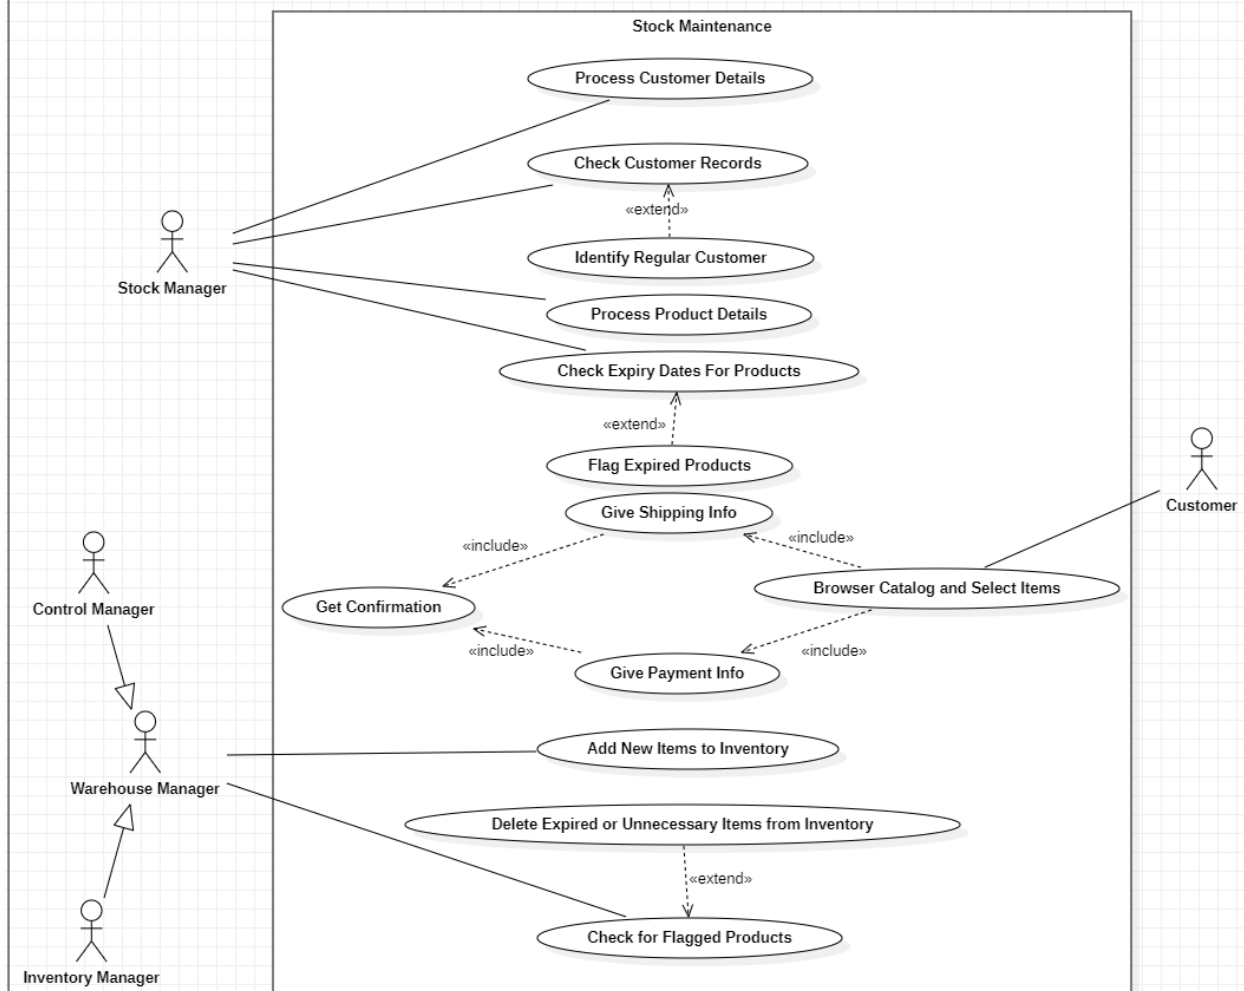 Stock Maintenance
Process Customer Details
Check Customer Records
«extend»
Identify Regular Customer
Stock Manager
Process Product Details
Check Expiry Dates For Products
«extend»
Flag Expired Products
Give Shipping Info
Customer
«include»
«include»
Browser Catalog and Select Items
Control Manager
Get Confirmation
«include»
«include»
Give Payment Info
Add New Items to Inventory
Warehouse Manager
Delete Expired or Unnecessary Items from Inventory
«extend»
Check for Flagged Products
Inventory Manager